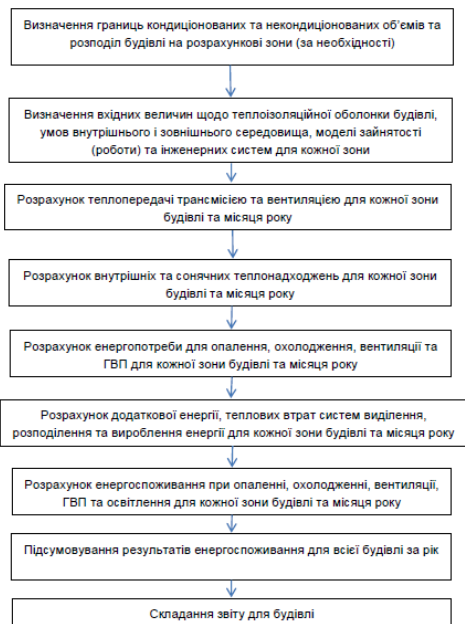 Визначення границь кондиціонованих та некондиціонованих об'ємів та
розподіл будівлі на розрахункові зони (за необхідності)
Визначення вхідних величин щодо теплоізоляційної оболонки будівлі,
умов внутрішнього і зовнішнього середовища, моделі зайнятості
(роботи) та інженерних систем для кожної зони
Розрахунок теплопередачі трансмісією та вентиляцією для кожної зони
будівлі та місяця року
Розрахунок внутрішніх та сонячних теплонадходжень для кожної зони
будівлі та місяця року
Розрахунок енергопотреби для опалення, охолодження, вентиляції та
ГВП для кожної зони будівлі та місяця року
Розрахунок додаткової енергії, теплових втрат систем виділення,
розподілення та вироблення енергії для кожної зони будівлі та місяця року
Розрахунок енергоспоживання при опаленні, охолодженні, вентиляції,
ГВП та освітлення для кожної зони будівлі та місяця року
Підсумовування результатів енергоспоживання для всієї будівлі за рік
Складання звіту для будівлі